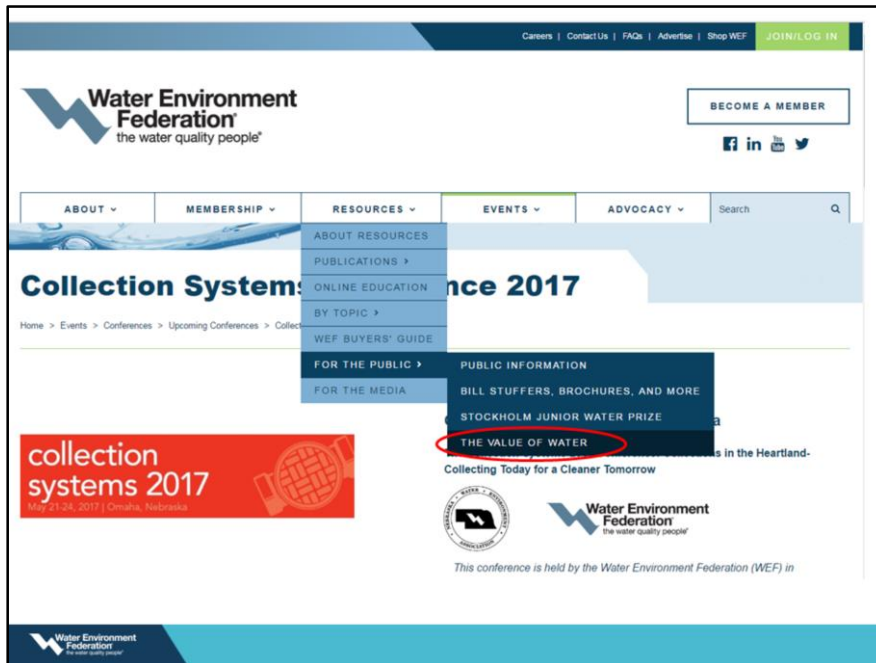 Careers | Contact Us | FAQs | Advertise | Shop WEF
JOIN/LOG IN
Water Environment
Federation®
the water quality people®
BECOME A MEMBER
ABOUT
MEMBERSHIP
RESOURCES
EVENTS
ADVOCACY
Search
ABOUT RESOURCES
PUBLICATIONS >
ONLINE EDUCATION
BY TOPIC >
WEF BUYERS' GUIDE
FOR THE PUBLIC >
FOR THE MEDIA
PUBLIC INFORMATION
BILL STUFFERS, BROCHURES, AND MORE
STOCKHOLM JUNIOR WATER PRIZE
THE VALUE OF WATER
Collection Systems nce 2017
Home > Events > Conferences > Upcoming Conferences > Collect
collection
systems 2017
May 21-24, 2017 | Omaha, Nebraska
in the Heartland-
Collecting Today for a Cleaner Tomorrow
Water Environment
Federation®
the water quality people®
This conference is held by the Water Environment Federation (WEF) in
Water Environment
Federation®
the water quality people®